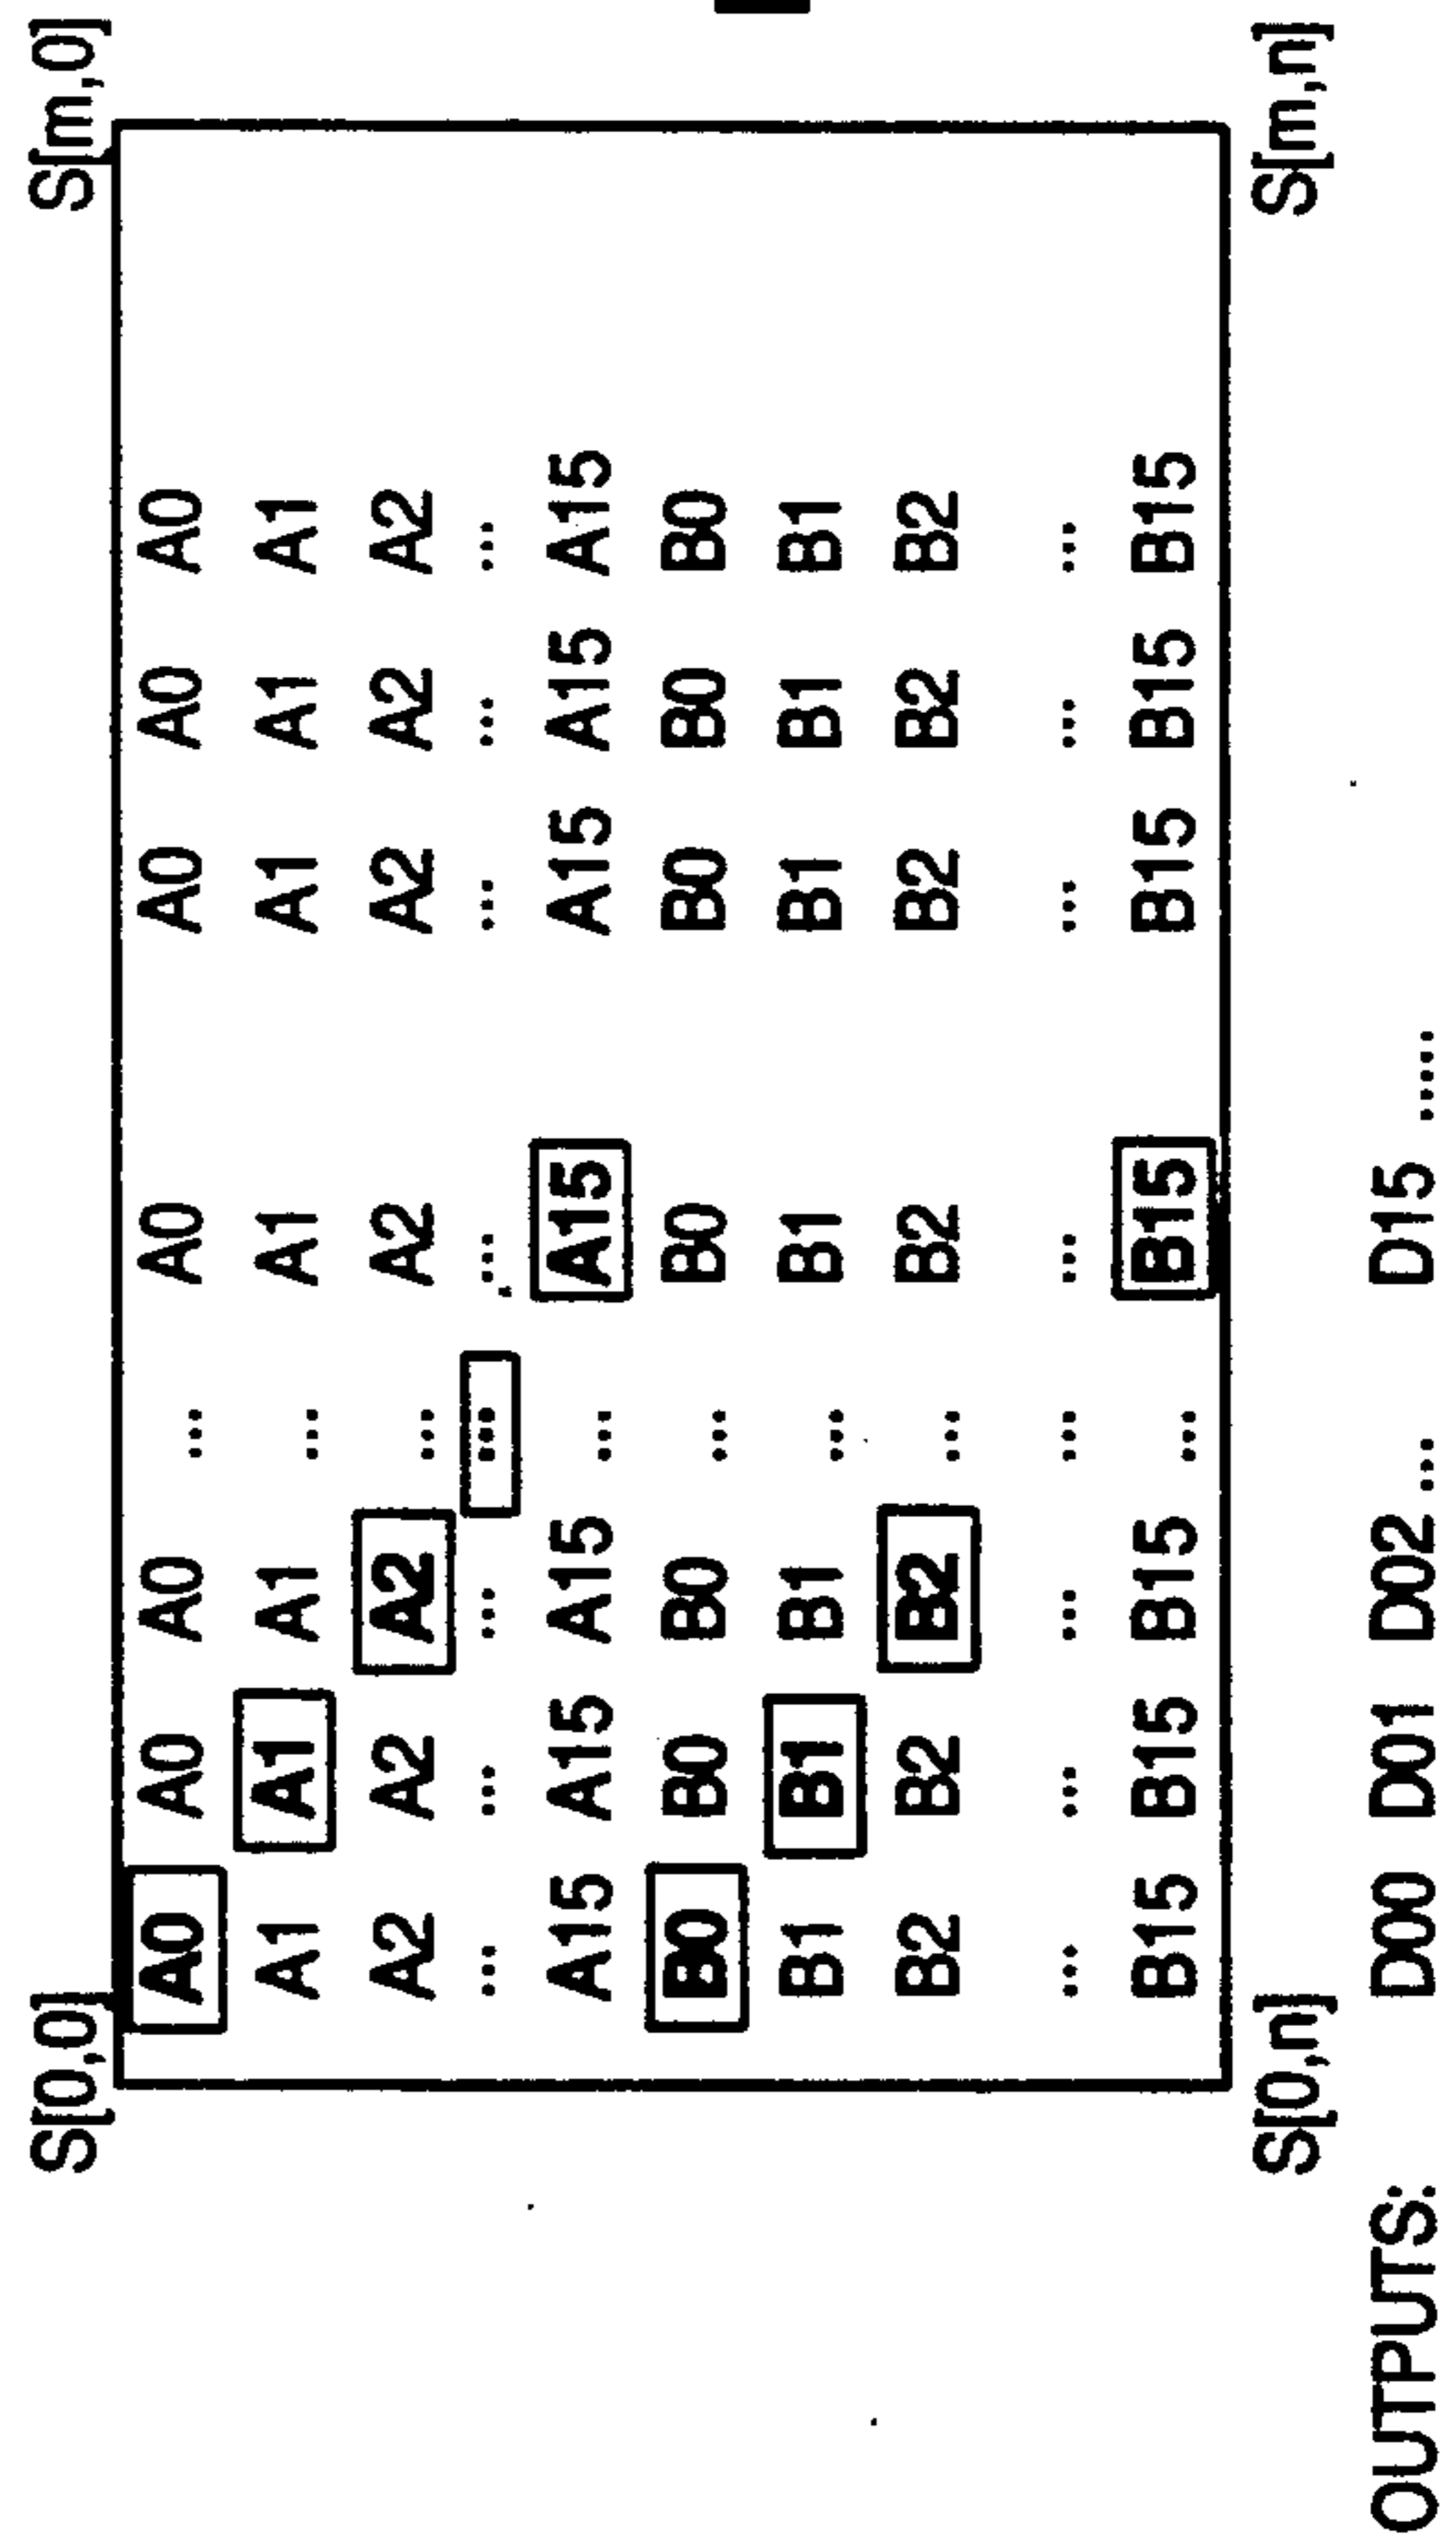 S[0,0] S[m,0]
A0 A0 A0 ... A0 A0 A0 A0
A1 A1 A1 ... A1 A1 A1 A1
A2 A2 A2 ... A2 A2 A2 A2
... ... ... ... ... ... ... ...
A15 A15 A15 ... A15 A15 A15 A15
B0 B0 B0 ... B0 B0 B0 B0
B1 B1 B1 ... B1 B1 B1 B1
B2 B2 B2 ... B2 B2 B2 B2
... ... ... ... ... ... ... ...
B15 B15 B15 ... B15 B15 B15 B15
S[0,n] S[m,n]
OUTPUTS: D00 D01 D02 ... D15 .....